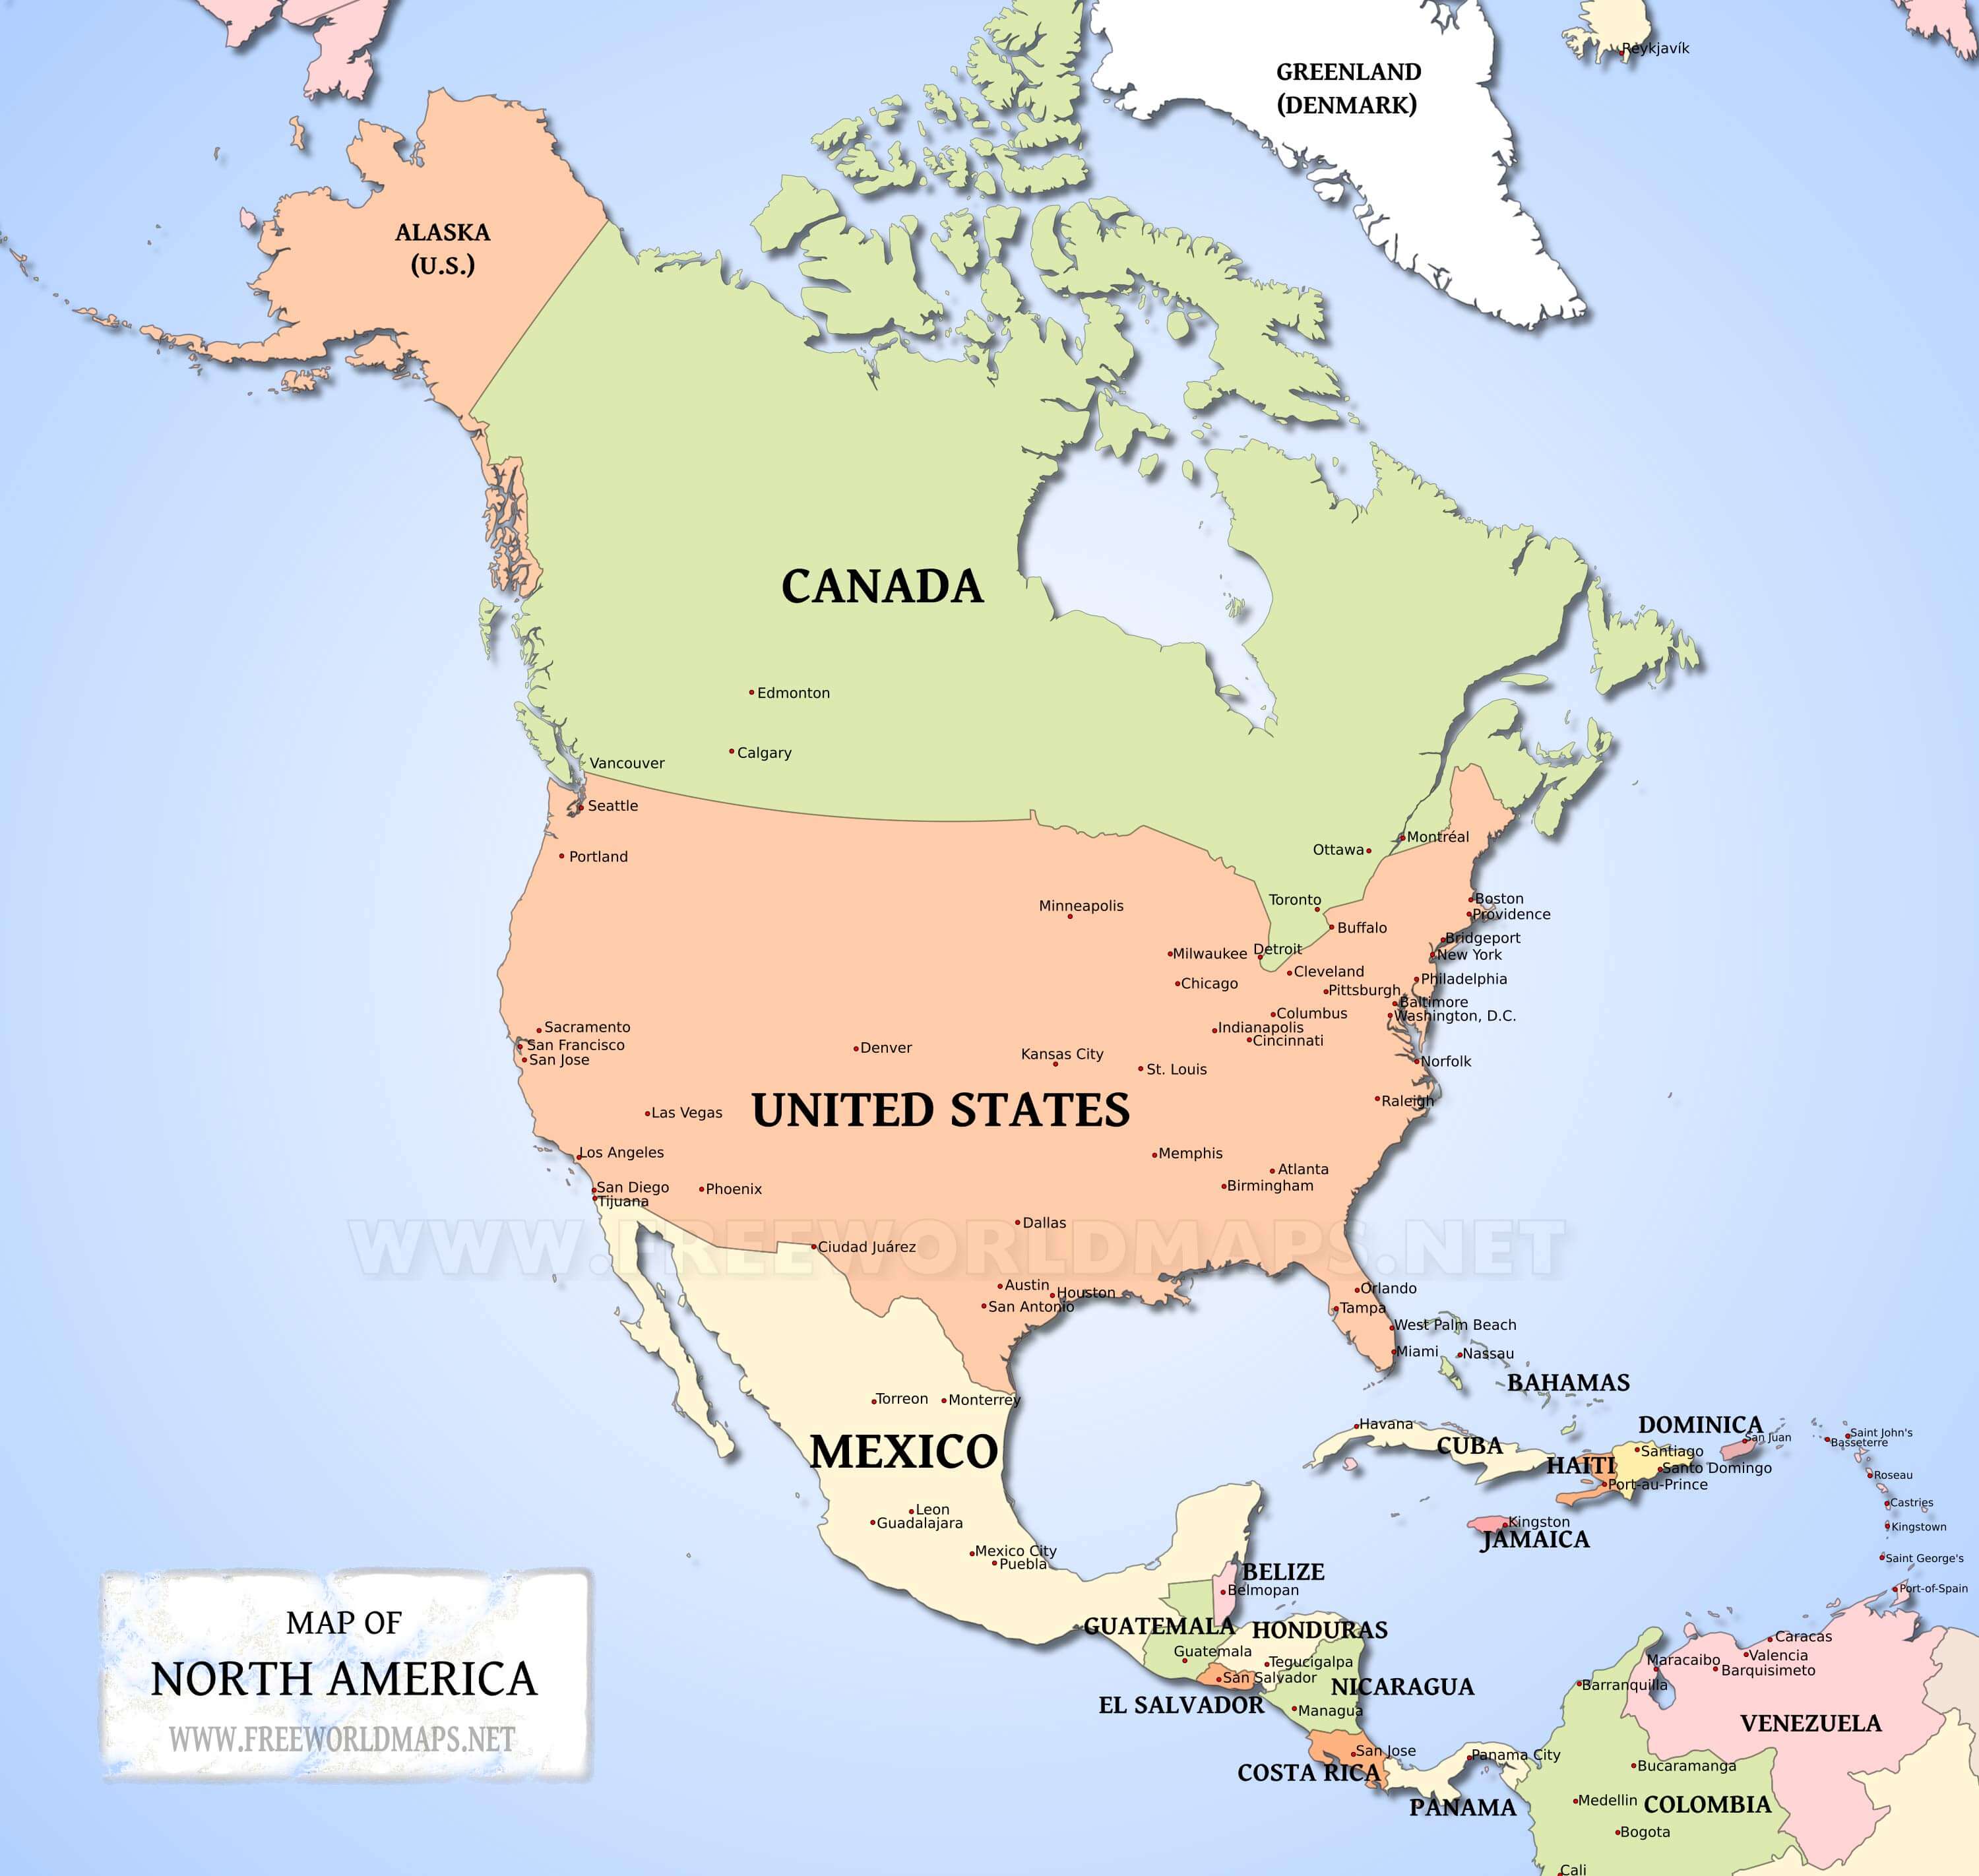 Reykjavík
GREENLAND
(DENMARK)
ALASKA
(U.S.)
CANADA
Edmonton
Calgary
Vancouver
Seattle
Portland
Montréal
Ottawa
Toronto
Buffalo
Minneapolis
Boston
Providence
Bridgeport
New York
Milwaukee
Detroit
Cleveland
Chicago
Pittsburgh
Philadelphia
Baltimore
Washington, D.C.
Columbus
Indianapolis
Cincinnati
Sacramento
San Francisco
San Jose
Denver
Kansas City
St. Louis
Norfolk
Raleigh
UNITED STATES
Las Vegas
Los Angeles
Memphis
Atlanta
Birmingham
San Diego
Tijuana
Phoenix
Dallas
WWW.FREEWORLDMAPS.NET
Ciudad Juárez
Austin
Houston
San Antonio
Orlando
Tampa
West Palm Beach
Miami
Nassau
BAHAMAS
Torreon
Monterrey
MEXICO
Havana
CUBA
DOMINICA
San Juan
Saint John's
Basseterre
Santiago
HAITI
Santo Domingo
Port-au-Prince
Roseau
Castries
Kingston
JAMAICA
Kingstown
Saint George's
Port-of-Spain
Leon
Guadalajara
Mexico City
Puebla
BELIZE
Belmopan
GUATEMALA
HONDURAS
Guatemala
Tegucigalpa
San Salvador
NICARAGUA
EL SALVADOR
Managua
San Jose
COSTA RICA
Panama City
PANAMA
Caracas
Maracaibo
Valencia
Barquisimeto
Barranquilla
VENEZUELA
Bucaramanga
Medellin
COLOMBIA
Bogota
Cali
MAP OF
NORTH AMERICA
WWW.FREEWORLDMAPS.NET